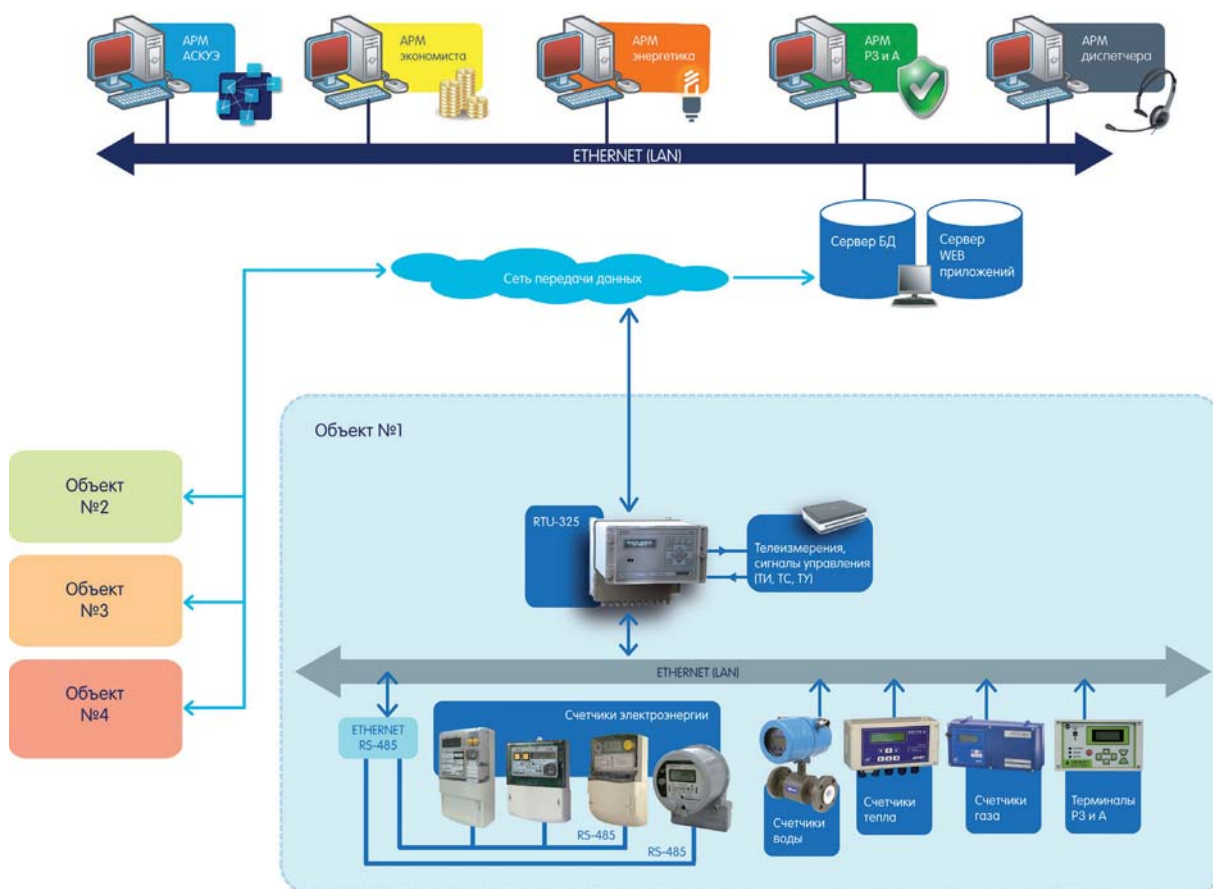 АРМ
АСКУЭ
АРМ
экономиста
АРМ
энергетика
АРМ
РЗ и А
АРМ
диспетчера
ETHERNET (LAN)
Сервер БД
Сервер
WEB
приложений
Сеть передачи данных
Объект №1
Объект
№2
Объект
№3
Объект
№4
RTU-325
Телеизмерения,
сигналы управления
(ТИ, ТС, ТУ)
ETHERNET (LAN)
ETHERNET
RS-485
Счетчики электроэнергии
RS-485
RS-485
Счетчики
воды
Счетчики
тепла
Счетчики
газа
Терминалы
РЗ и А